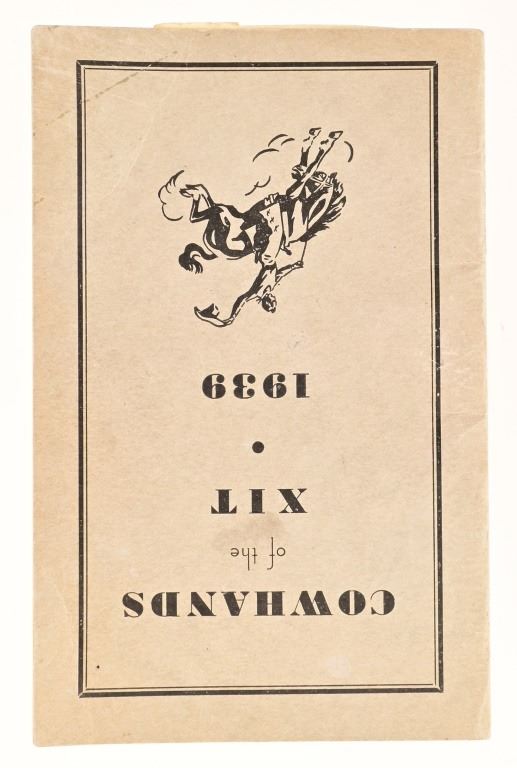 COWHANDS
of the
XIT
•
1939